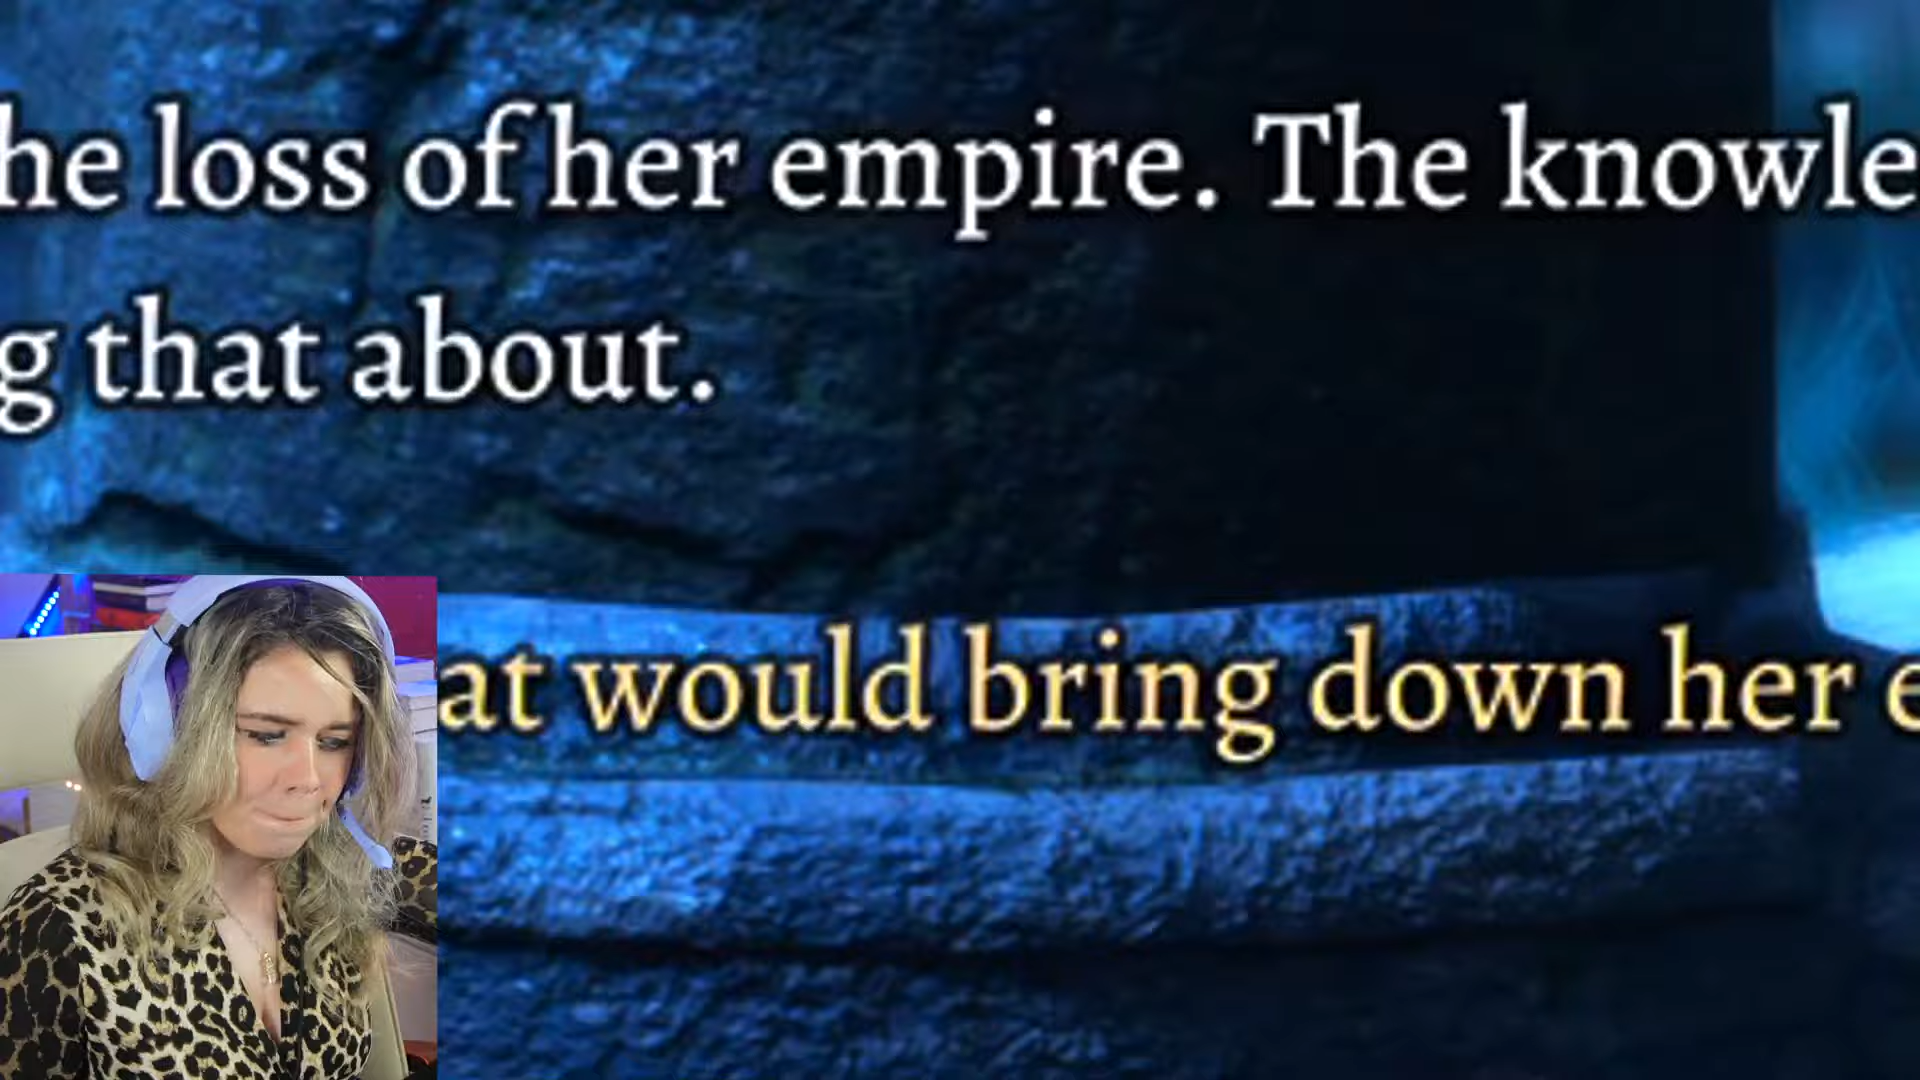 he loss of her empire. The knowle
g that about.
at would bring down her e